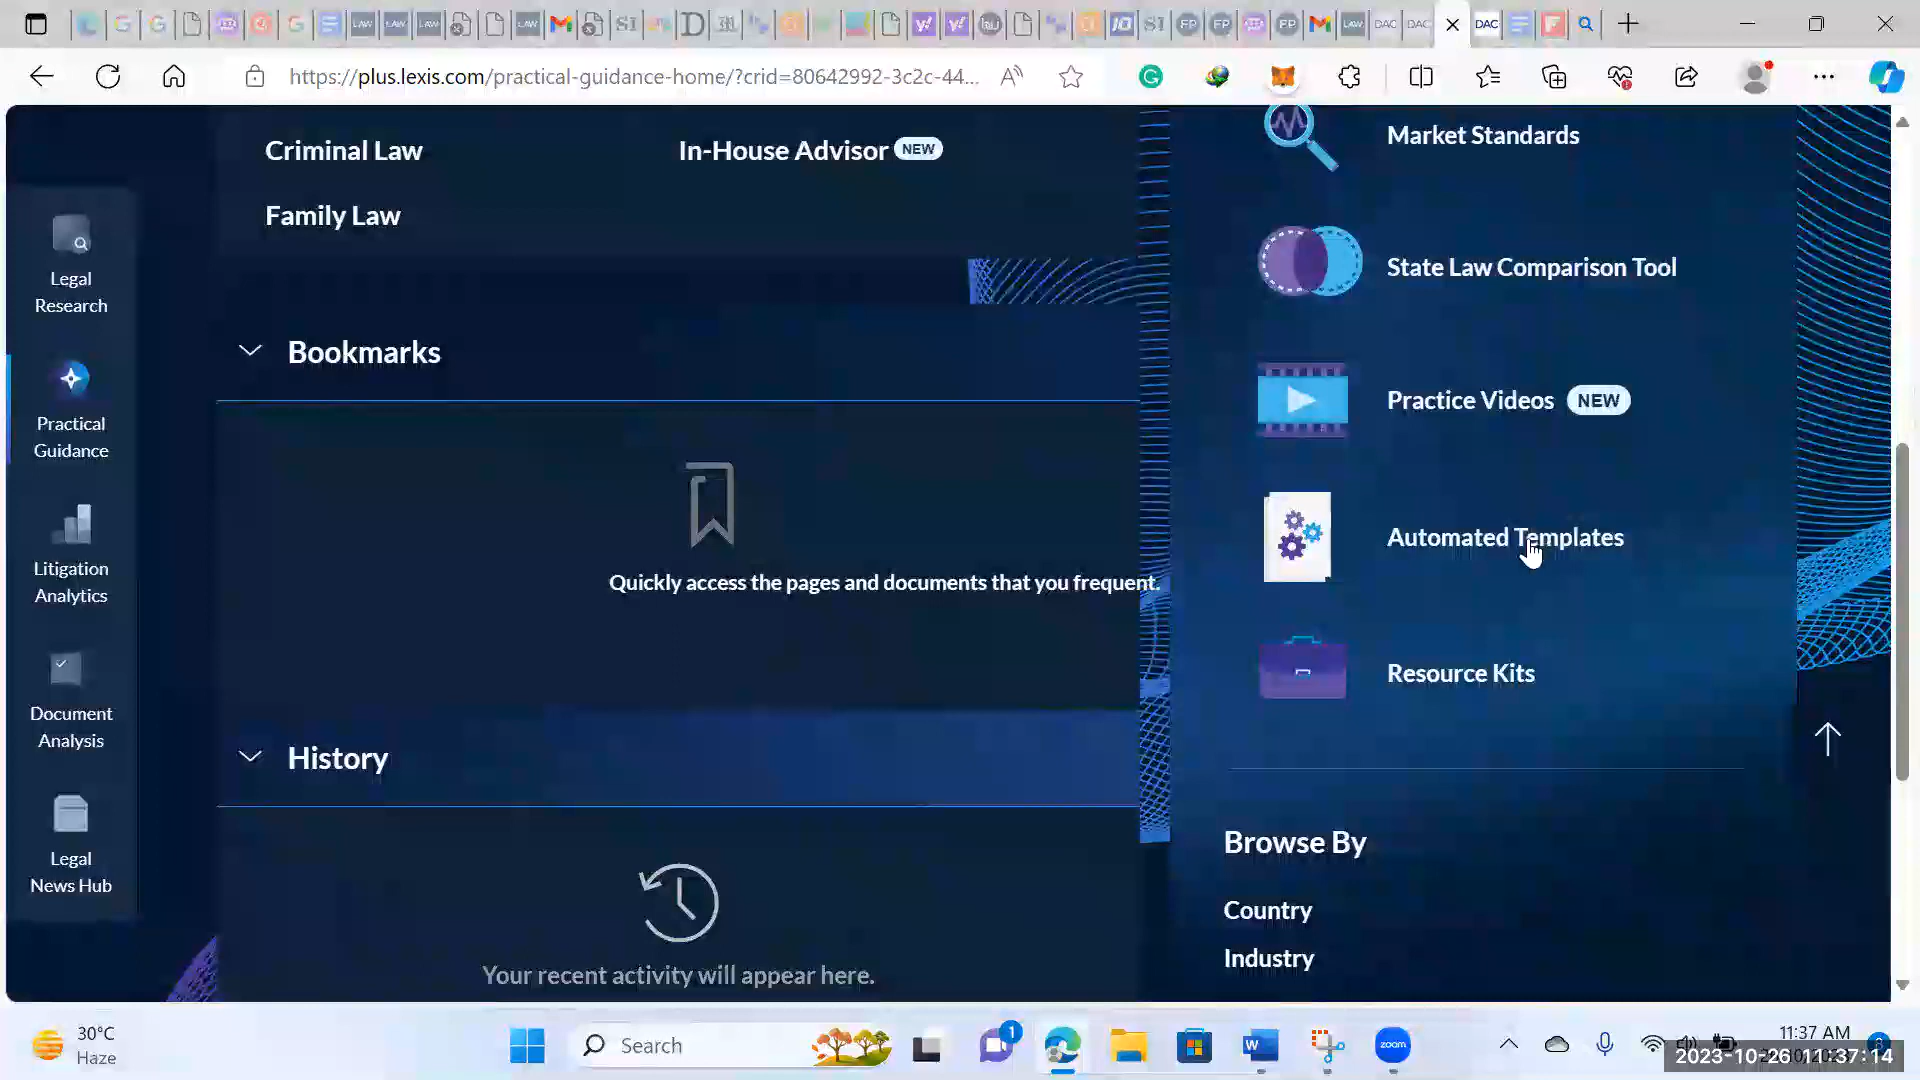 https://plus.lexis.com/practical-guidance-home/?crid=80642992-3c2c-44...
Criminal Law
In-House Advisor NEW
Family Law
Legal
Research
Practical
Guidance
Litigation
Analytics
Document
Analysis
Legal
News Hub
Bookmarks
Quickly access the pages and documents that you frequent.
History
Your recent activity will appear here.
Market Standards
State Law Comparison Tool
Practice Videos NEW
Automated Templates
Resource Kits
Browse By
Country
Industry
30°C
Haze
Search
1
zoom
11:37 AM
2023-10-26 11:37:14